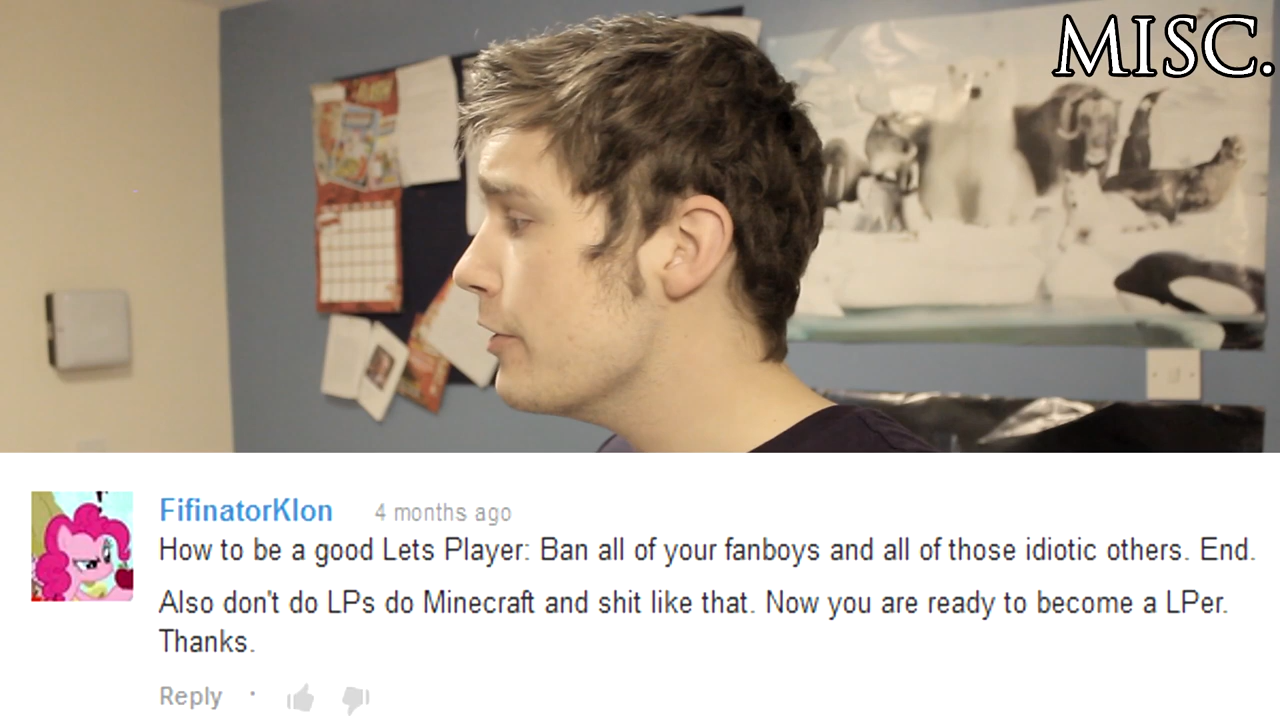 MISC.
FifinatorKlon 4 months ago
How to be a good Lets Player: Ban all of your fanboys and all of those idiotic others. End.
Also don't do LPs do Minecraft and shit like that. Now you are ready to become a LPer.
Thanks.
Reply ·